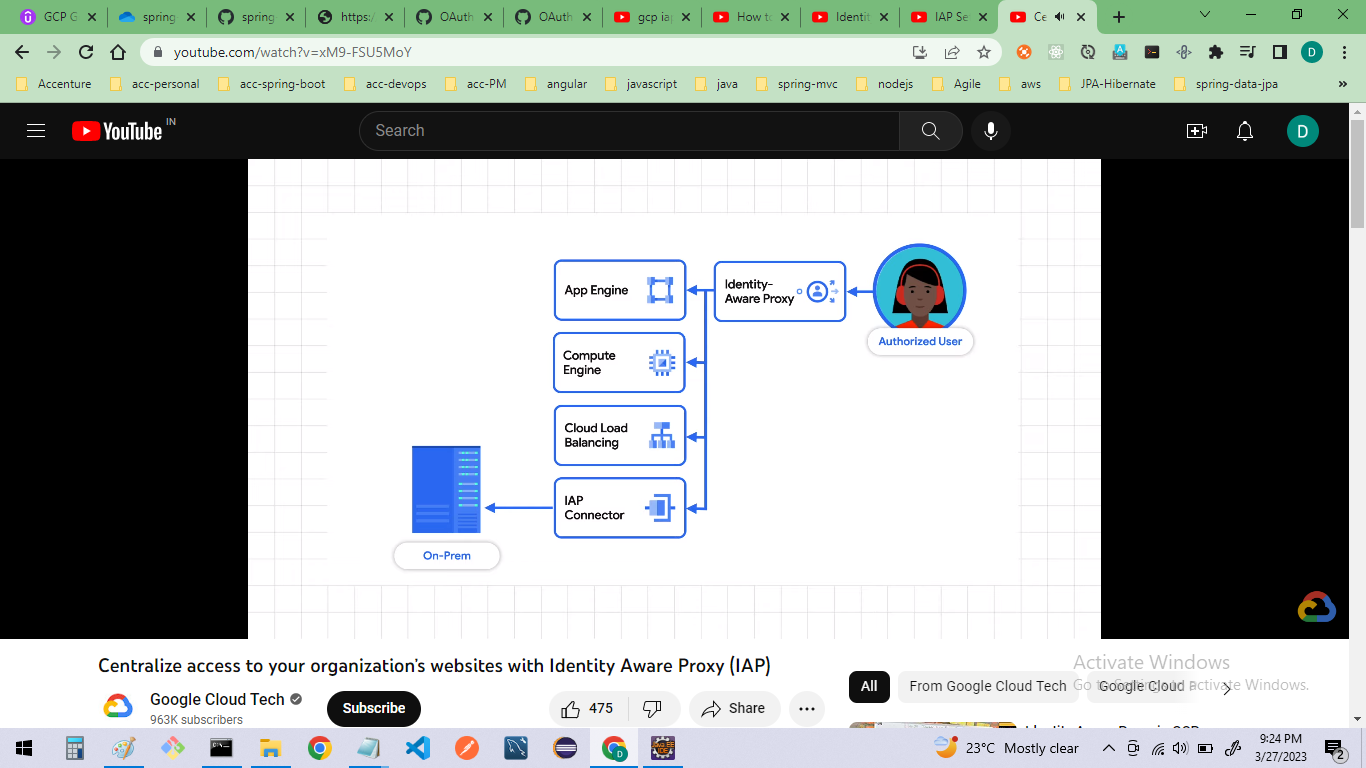 GCP G
spring
spring
https:/
OAuth
OAuth
gcp ia
How t
Identit
IAP Se
Ce
youtube.com/watch?v=xM9-FSU5MoY
D
Accenture
acc-personal
acc-spring-boot
acc-devops
acc-PM
angular
javascript
java
spring-mvc
nodejs
Agile
aws
JPA-Hibernate
spring-data-jpa
»
YouTube IN
Search
D
App Engine
Identity-
Aware Proxy
Authorized User
Compute
Engine
Cloud Load
Balancing
IAP
Connector
On-Prem
Centralize access to your organization's websites with Identity Aware Proxy (IAP)
Google Cloud Tech
963K subscribers
Subscribe
475
Share
All
From Google Cloud Tech
Google Cloud P
Activate Windows
Go to Settings to activate Windows.
23°C Mostly clear
9:24 PM
3/27/2023
2